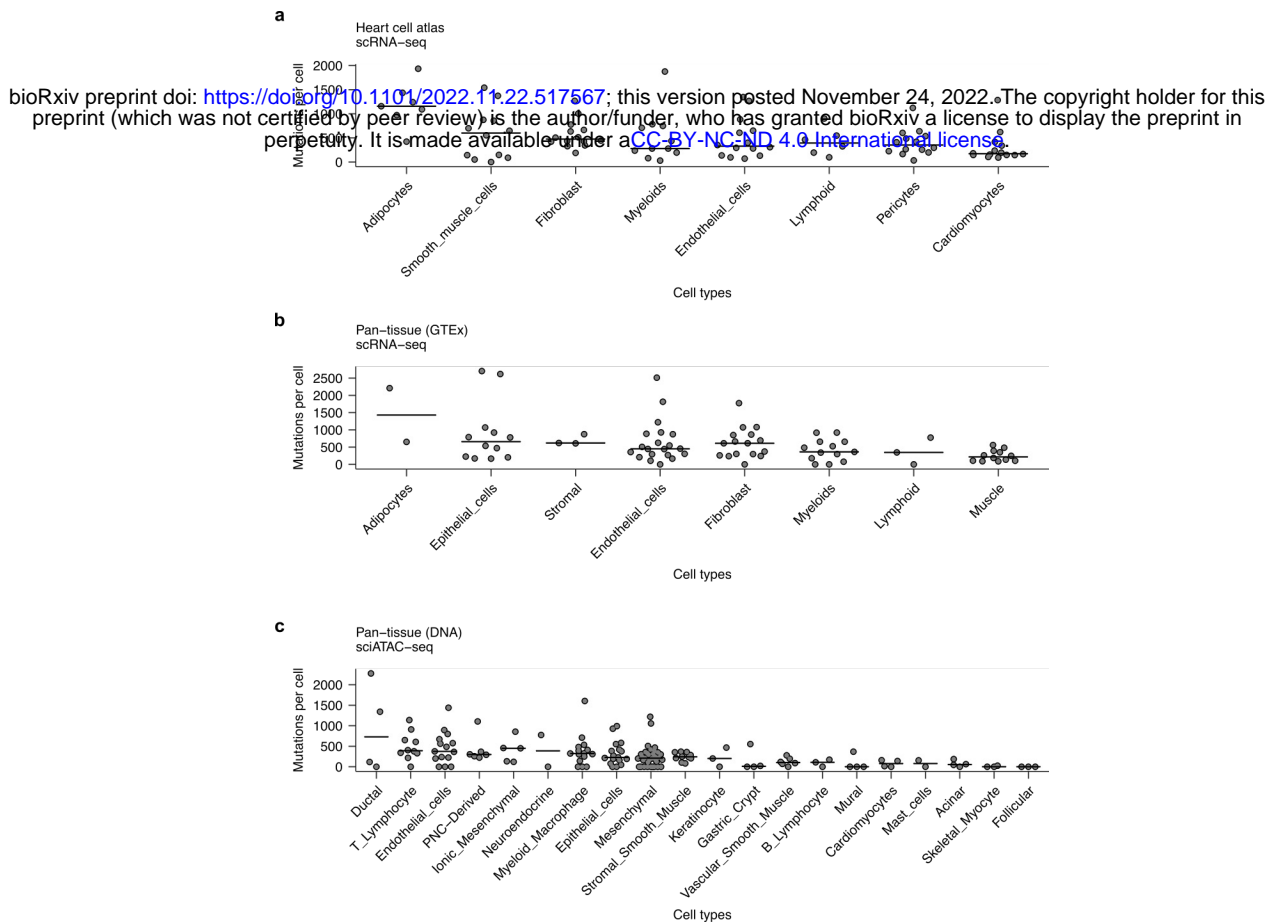 a
Heart cell atlas
scRNA−seq
Mutations per cell
2000
1500
1000
500
0
bioRxiv preprint doi: https://doi.org/10.1101/2022.11.22.517567; this version posted November 24, 2022. The copyright holder for this
preprint (which was not certified by peer review) is the author/funder, who has granted bioRxiv a license to display the preprint in
perpetuity. It is made available under aCC-BY-NC-ND 4.0 International license.
Adipocytes
Smooth_muscle_cells
Fibroblast
Myeloids
Endothelial_cells
Lymphoid
Pericytes
Cardiomyocytes
Cell types
b
Pan−tissue (GTEx)
scRNA−seq
Mutations per cell
2500
2000
1500
1000
500
0
Adipocytes
Epithelial_cells
Stromal
Endothelial_cells
Fibroblast
Myeloids
Lymphoid
Muscle
Cell types
c
Pan−tissue (DNA)
sciATAC−seq
Mutations per cell
2000
1500
1000
500
0
Ductal
T_Lymphocyte
Endothelial_cells
PNC−Derived
Ionic_Mesenchymal
Neuroendocrine
Myeloid_Macrophage
Epithelial_cells
Mesenchymal
Stromal_Smooth_Muscle
Keratinocyte
Gastric_Crypt
Vascular_Smooth_Muscle
B_Lymphocyte
Mural
Cardiomyocytes
Mast_cells
Acinar
Skeletal_Myocyte
Follicular
Cell types